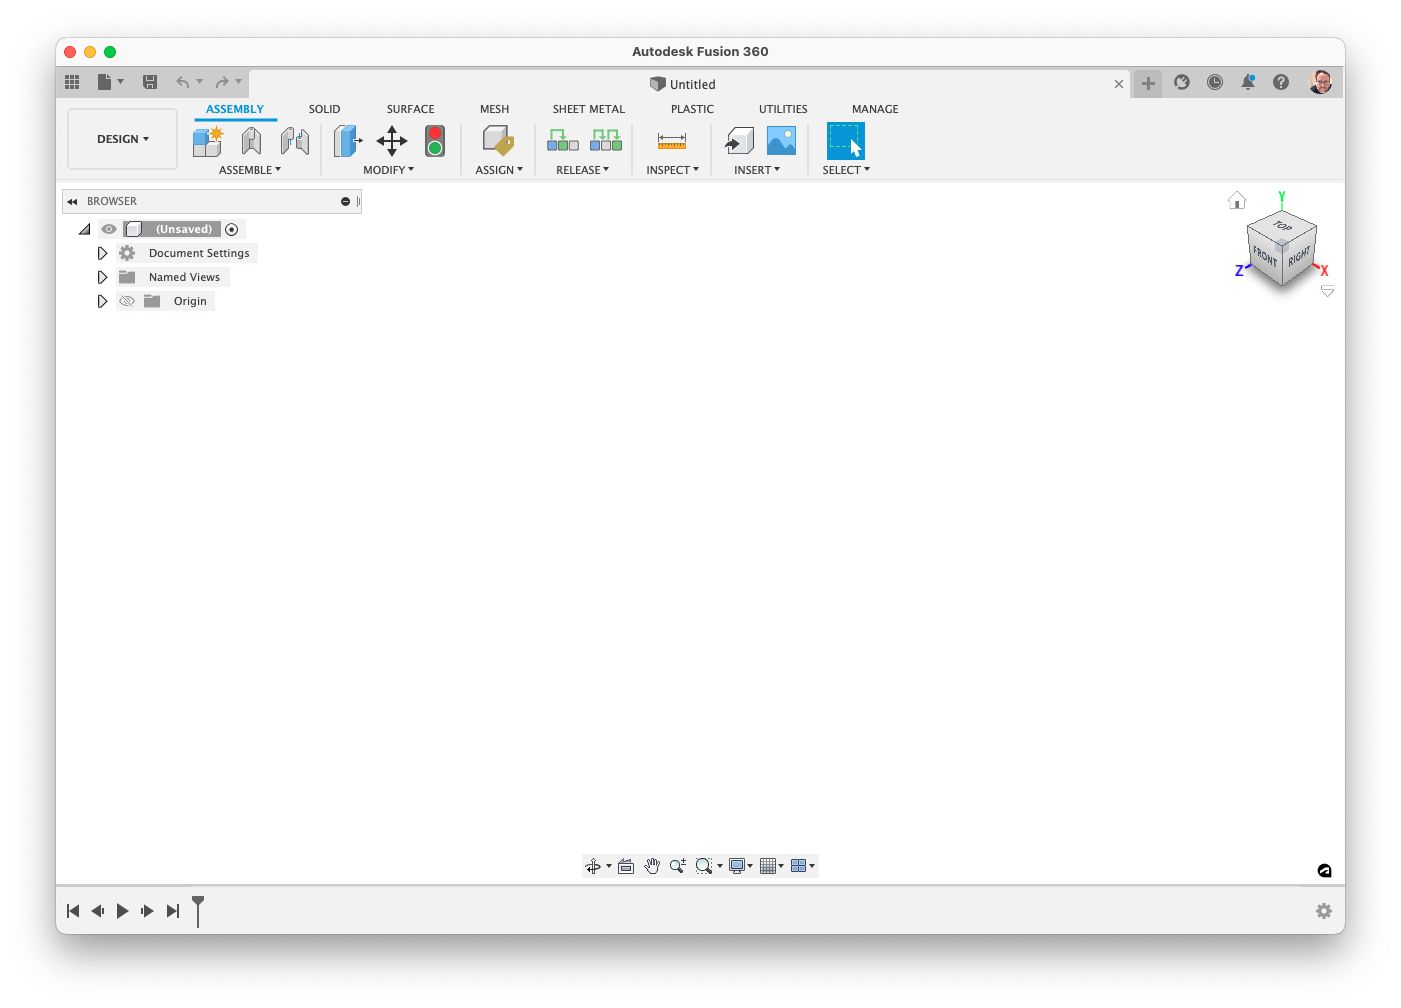 Autodesk Fusion 360
Untitled
ASSEMBLY SOLID SURFACE MESH SHEET METAL PLASTIC UTILITIES MANAGE
DESIGN
ASSEMBLE MODIFY ASSIGN RELEASE INSPECT INSERT SELECT
BROWSER
(Unsaved)
Document Settings
Named Views
Origin
Y
TOP
FRONT RIGHT
Z X